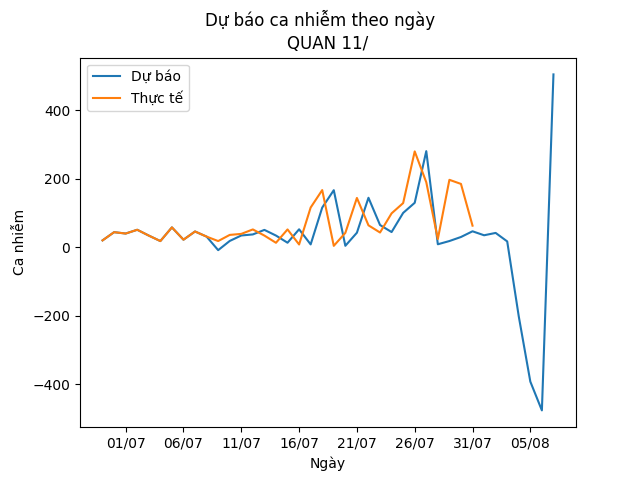 Dự báo ca nhiễm theo ngày
QUAN 11/
Dự báo
Thực tế
Ca nhiễm
400
200
0
−200
−400
01/07 06/07 11/07 16/07 21/07 26/07 31/07 05/08
Ngày